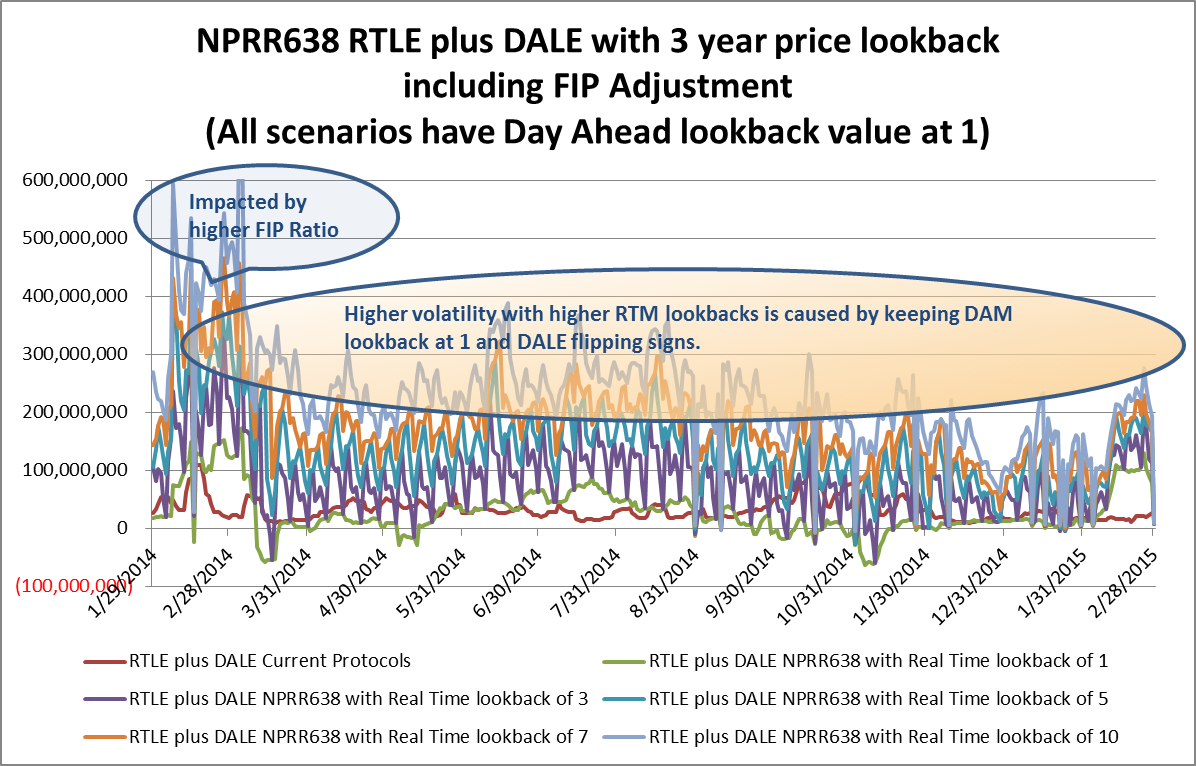 NPRR638 RTLE plus DALE with 3 year price lookback
including FIP Adjustment
(All scenarios have Day Ahead lookback value at 1)
600,000,000
500,000,000
400,000,000
300,000,000
200,000,000
100,000,000
0
(100,000,000)
Impacted by
higher FIP Ratio
Higher volatility with higher RTM lookbacks is caused by keeping DAM
lookback at 1 and DALE flipping signs.
1/29/2014
2/28/2014
3/31/2014
4/30/2014
5/31/2014
6/30/2014
7/31/2014
8/31/2014
9/30/2014
10/31/2014
11/30/2014
12/31/2014
1/31/2015
2/28/2015
RTLE plus DALE Current Protocols
RTLE plus DALE NPRR638 with Real Time lookback of 1
RTLE plus DALE NPRR638 with Real Time lookback of 3
RTLE plus DALE NPRR638 with Real Time lookback of 5
RTLE plus DALE NPRR638 with Real Time lookback of 7
RTLE plus DALE NPRR638 with Real Time lookback of 10